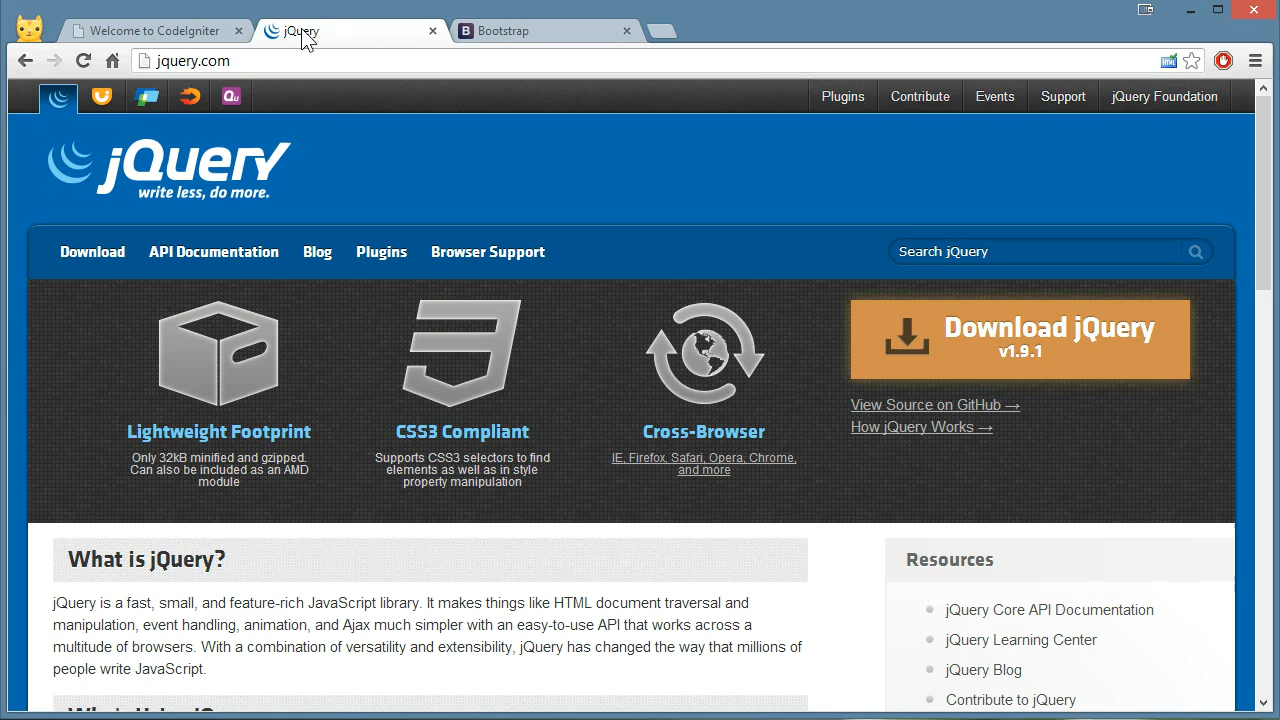 Welcome to CodeIgniter
jQuery
Bootstrap
jquery.com
Plugins
Contribute
Events
Support
jQuery Foundation
jQuery
write less, do more.
Download
API Documentation
Blog
Plugins
Browser Support
Search jQuery
Lightweight Footprint
Only 32kB minified and gzipped.
Can also be included as an AMD
module
CSS3 Compliant
Supports CSS3 selectors to find
elements as well as in style
property manipulation
Cross-Browser
IE, Firefox, Safari, Opera, Chrome,
and more
Download jQuery
v1.9.1
View Source on GitHub →
How jQuery Works →
What is jQuery?
jQuery is a fast, small, and feature-rich JavaScript library. It makes things like HTML document traversal and
manipulation, event handling, animation, and Ajax much simpler with an easy-to-use API that works across a
multitude of browsers. With a combination of versatility and extensibility, jQuery has changed the way that millions of
people write JavaScript.
Resources
jQuery Core API Documentation
jQuery Learning Center
jQuery Blog
Contribute to jQuery